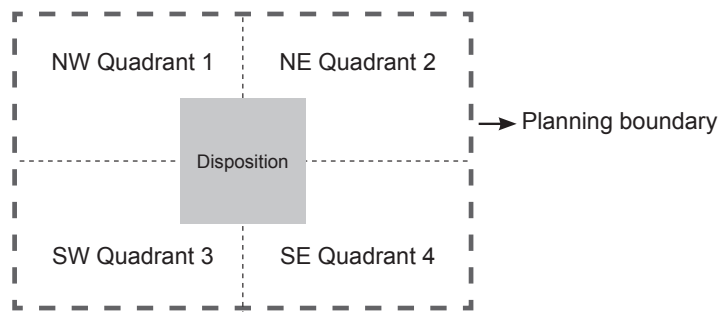 NW Quadrant 1
NE Quadrant 2
Planning boundary
Disposition
SW Quadrant 3
SE Quadrant 4